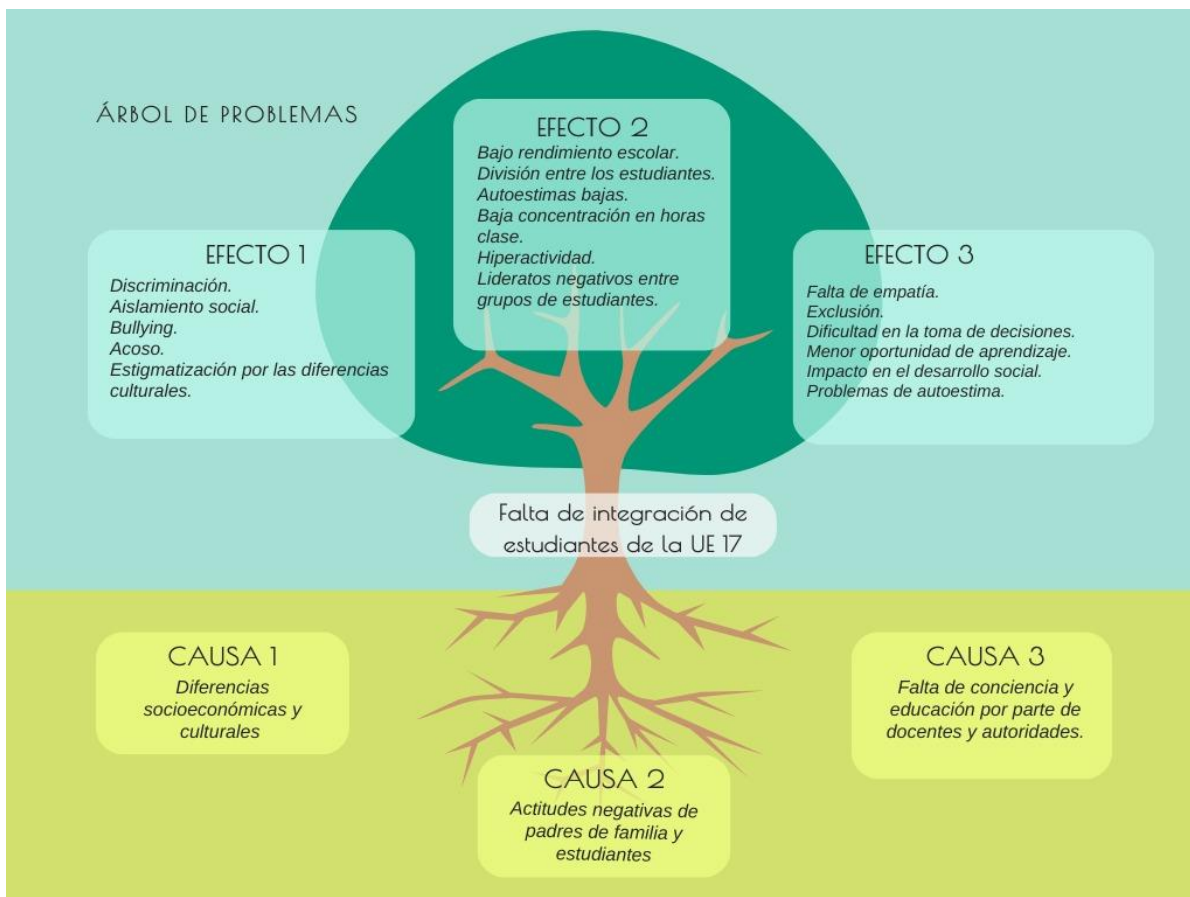 ÁRBOL DE PROBLEMAS
EFECTO 1
Discriminación.
Aislamiento social.
Bullying.
Acoso.
Estigmatización por las diferencias
culturales.
EFECTO 2
Bajo rendimiento escolar.
División entre los estudiantes.
Autoestimas bajas.
Baja concentración en horas
clase.
Hiperactividad.
Lideratos negativos entre
grupos de estudiantes.
EFECTO 3
Falta de empatía.
Exclusión.
Dificultad en la toma de decisiones.
Menor oportunidad de aprendizaje.
Impacto en el desarrollo social.
Problemas de autoestima.
Falta de integración de
estudiantes de la UE 17
CAUSA 1
Diferencias
socioeconómicas y
culturales
CAUSA 2
Actitudes negativas de
padres de familia y
estudiantes
CAUSA 3
Falta de conciencia y
educación por parte de
docentes y autoridades.